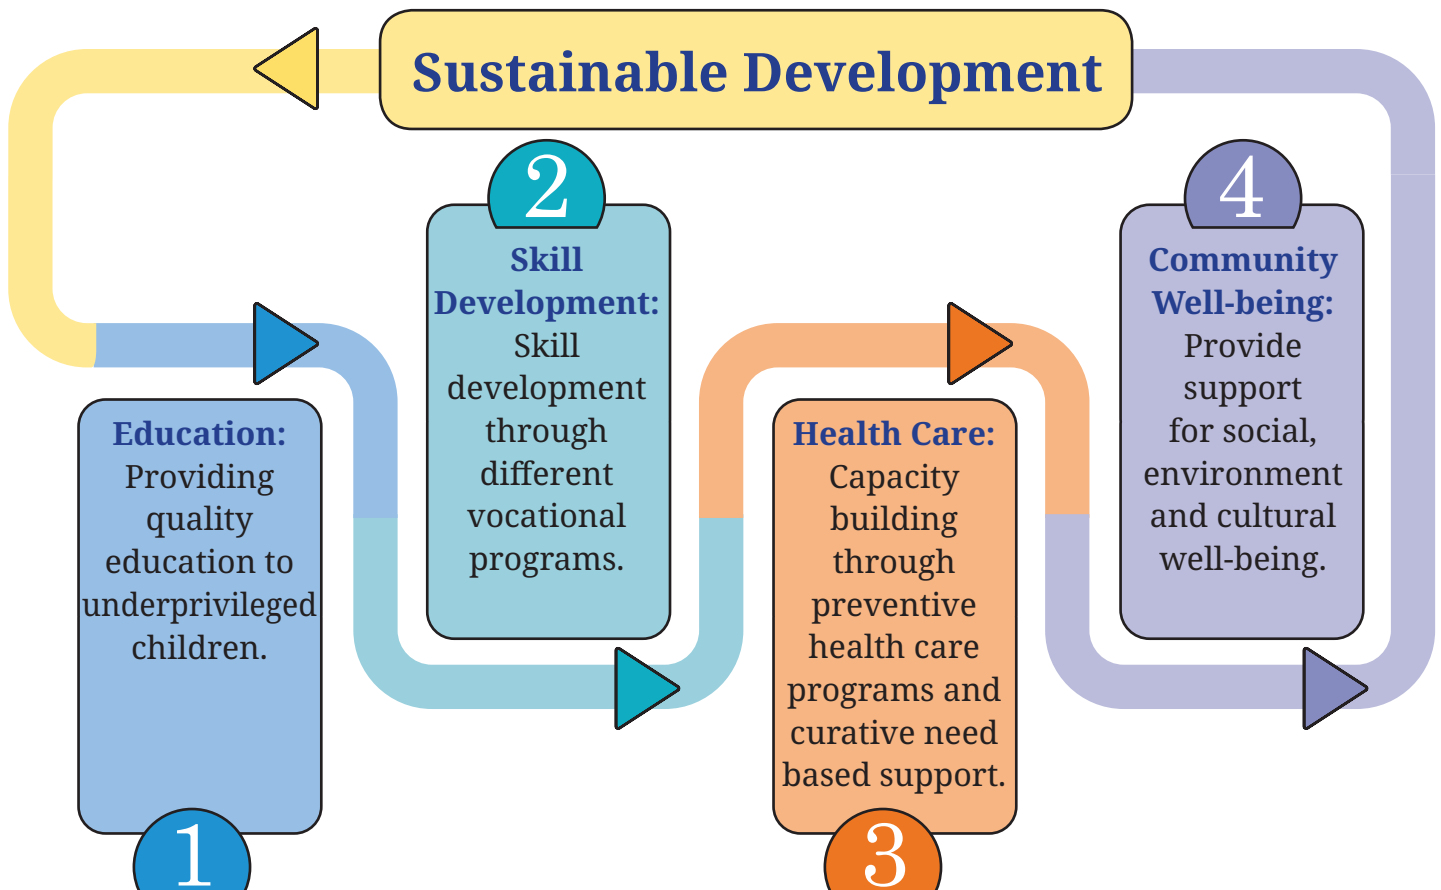 Sustainable Development
1
Education:
Providing
quality
education to
underprivileged
children.
2
Skill
Development:
Skill
development
through
different
vocational
programs.
3
Health Care:
Capacity
building
through
preventive
health care
programs and
curative need
based support.
4
Community
Well-being:
Provide
support
for social,
environment
and cultural
well-being.